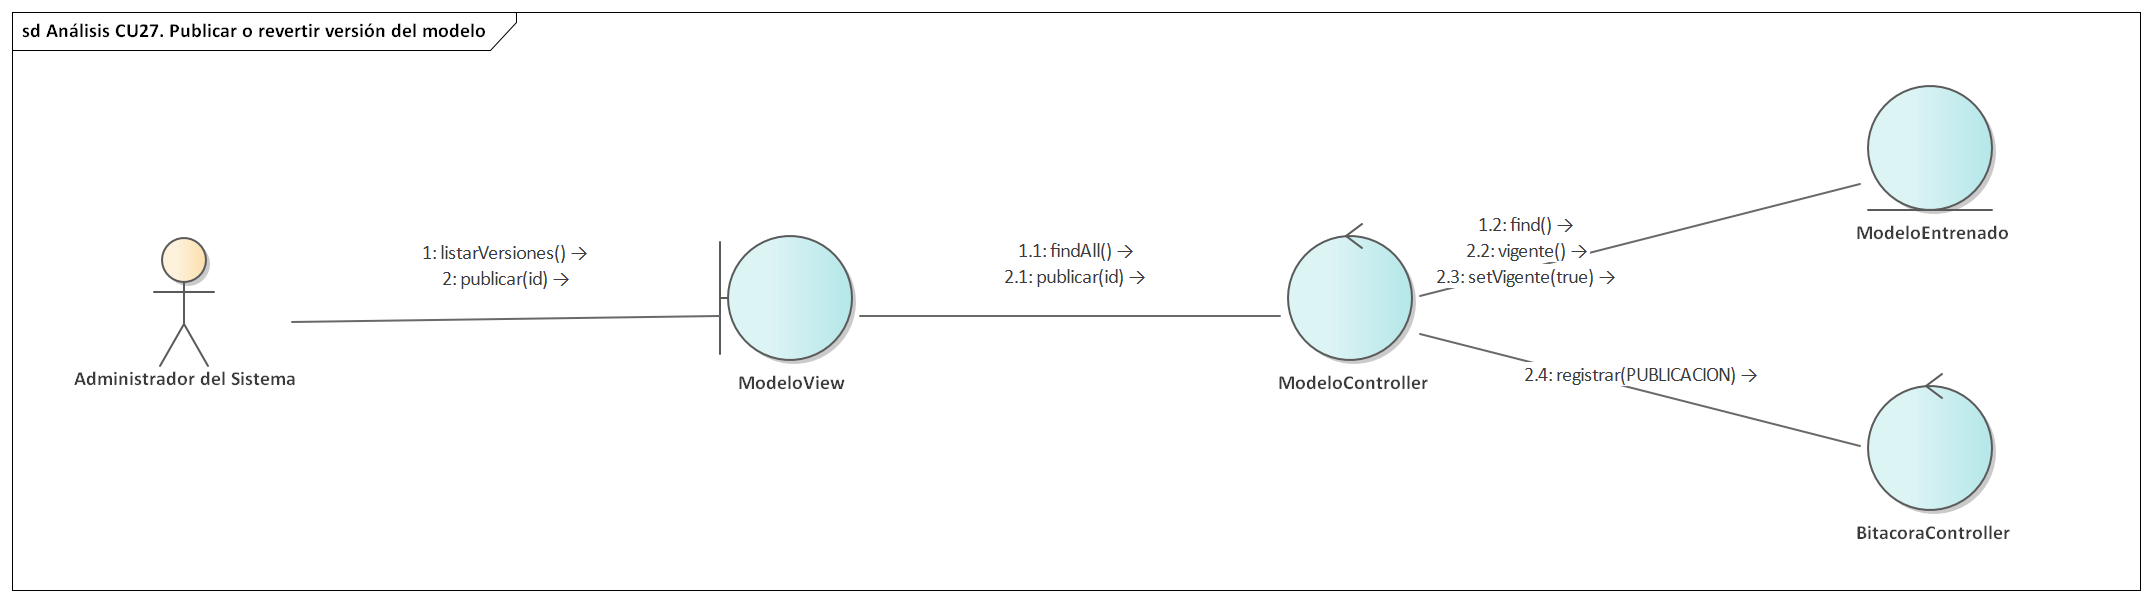 sd Análisis CU27. Publicar o revertir versión del modelo
1: listarVersiones() →
2: publicar(id) →
1.1: findAll() →
2.1: publicar(id) →
1.2: find() →
2.2: vigente() →
2.3: setVigente(true) →
2.4: registrar(PUBLICACION) →
Administrador del Sistema
ModeloView
ModeloController
ModeloEntrenado
BitacoraController